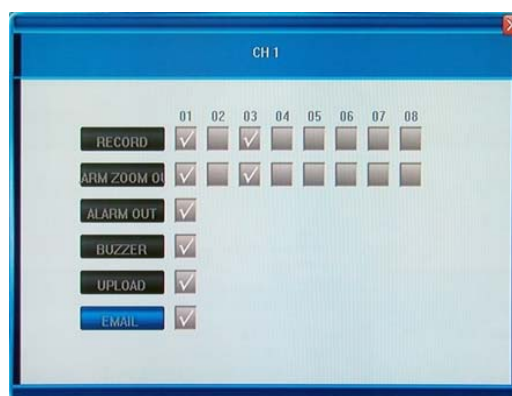 CH 1
01 02 03 04 05 06 07 08
RECORD
ARM ZOOM OU
ALARM OUT
BUZZER
UPLOAD
EMAIL